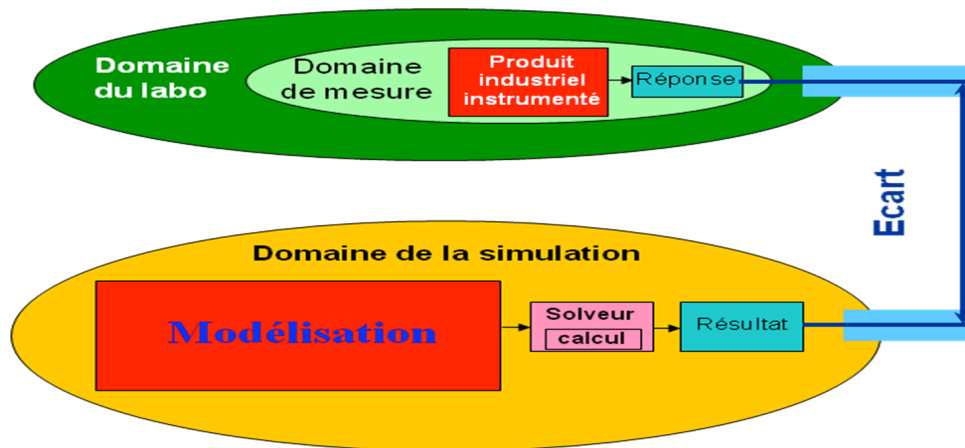 Domaine
du labo
Domaine
de mesure
Produit
industriel
instrumenté
Réponse
Ecart
Domaine de la simulation
Modélisation
Solveur
calcul
Résultat